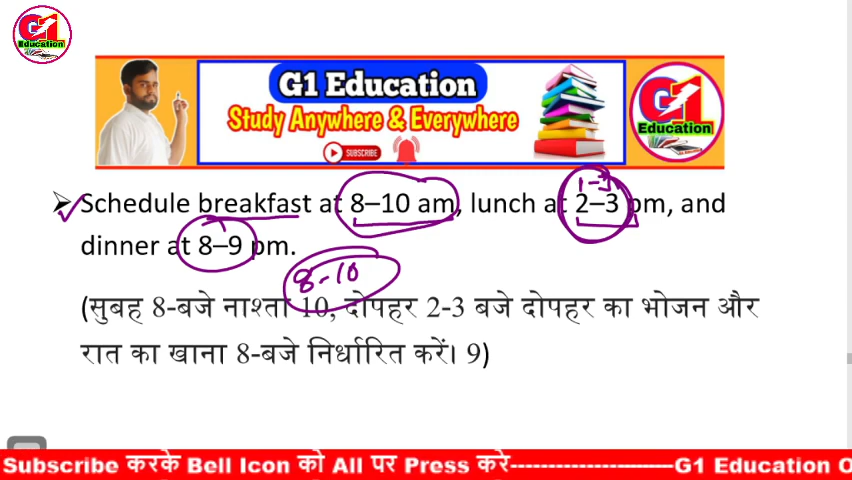 G1
Education
G1 Education
Study Anywhere & Everywhere
SUBSCRIBE
G1
Education
1-3
➤ Schedule breakfast at 8–10 am, lunch at 2–3 pm, and
dinner at 8–9 pm.
8-10
(सुबह 8-बजे नाश्ता 10, दोपहर 2-3 बजे दोपहर का भोजन और
रात का खाना 8-बजे निर्धारित करें। 9)
Subscribe करके Bell Icon को All पर Press करे-----------------------G1 Education O